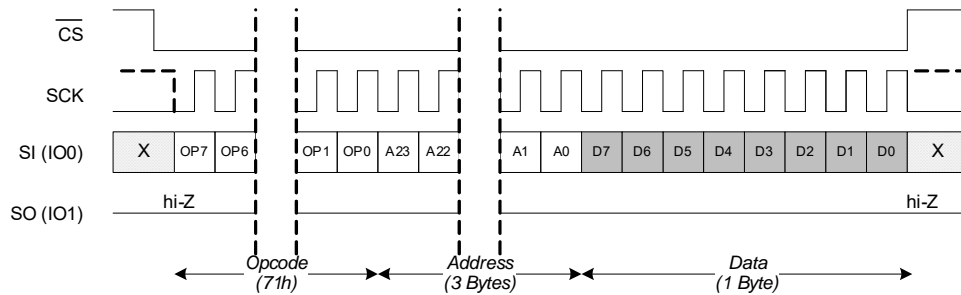 CS
SCK
SI (IO0) X OP7 OP6 OP1 OP0 A23 A22 A1 A0 D7 D6 D5 D4 D3 D2 D1 D0 X
hi-Z hi-Z
SO (IO1)
Opcode Address Data
(71h) (3 Bytes) (1 Byte)